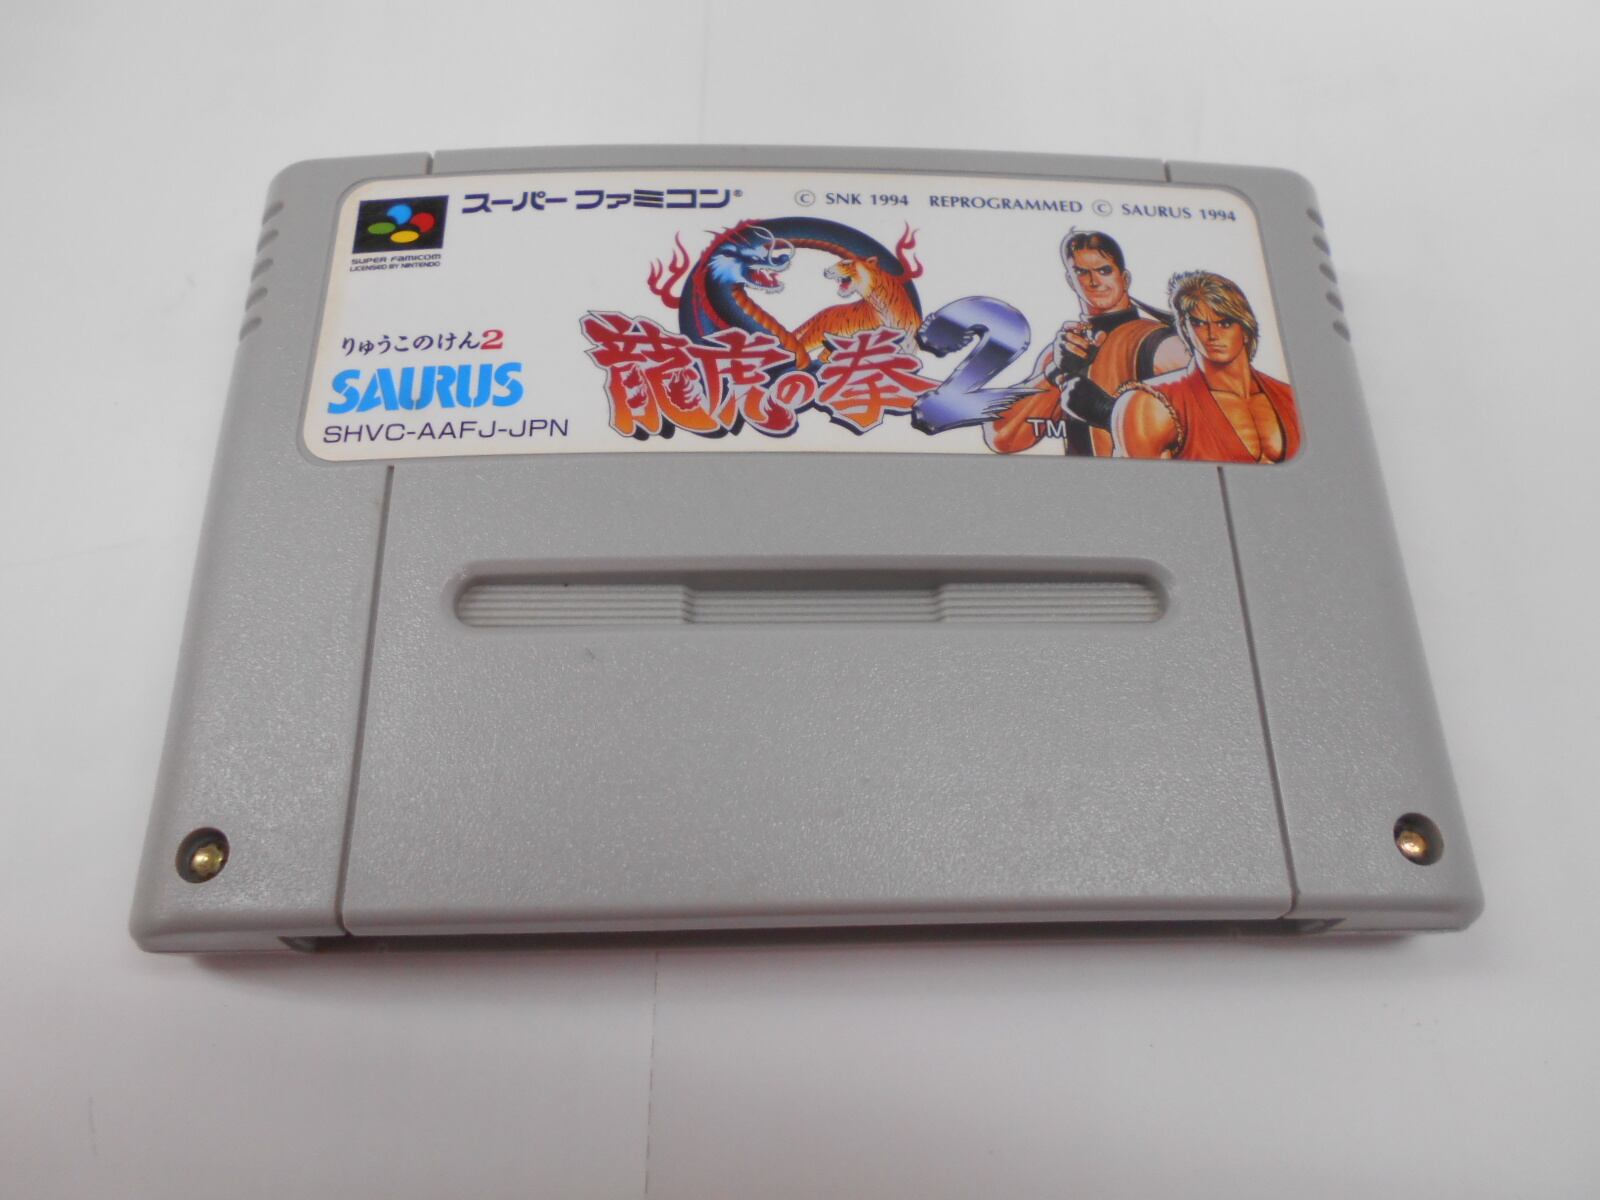 スーパーファミコン®
© SNK 1994 REPROGRAMMED © SAURUS 1994
SUPER FAMICOM
LICENSED BY NINTENDO
りゅうこのけん2
SAURUS
SHVC-AAFJ-JPN
龍虎の拳2
TM